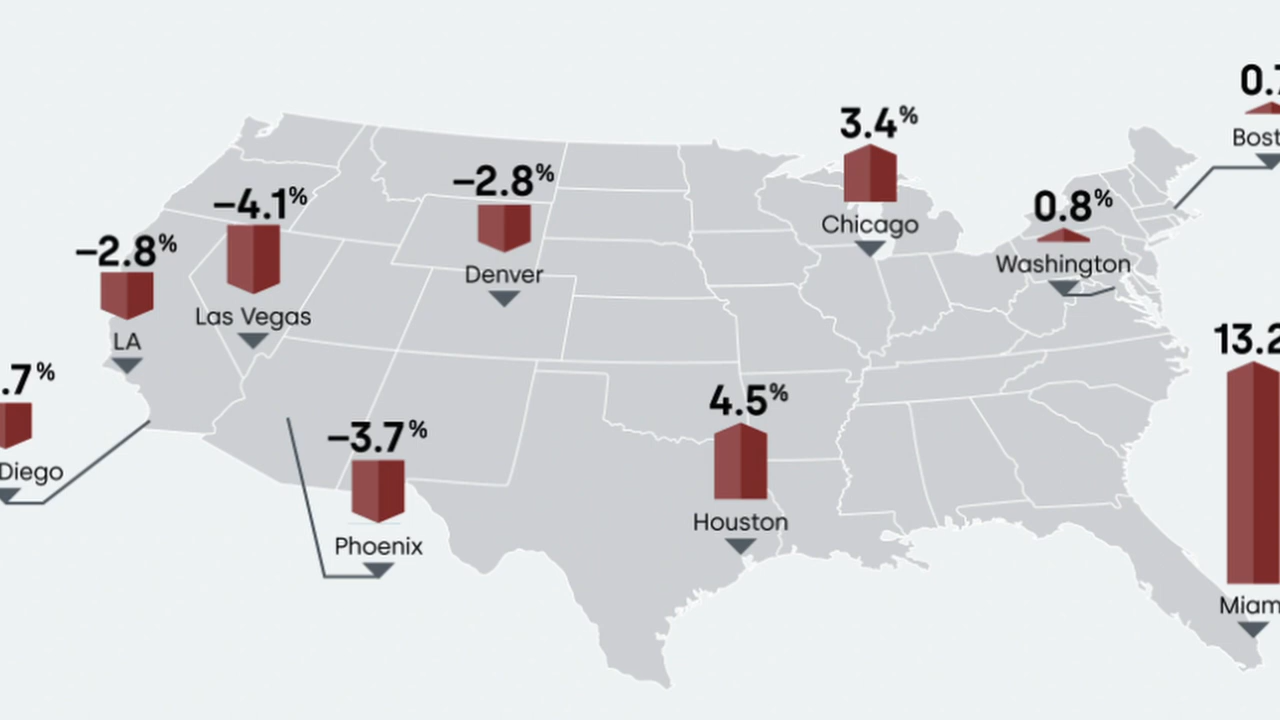 0.7
Bost
3.4%
Chicago
–2.8%
Denver
–4.1%
Las Vegas
0.8%
Washington
–2.8%
LA
13.2
Miam
.7%
Diego
4.5%
Houston
–3.7%
Phoenix